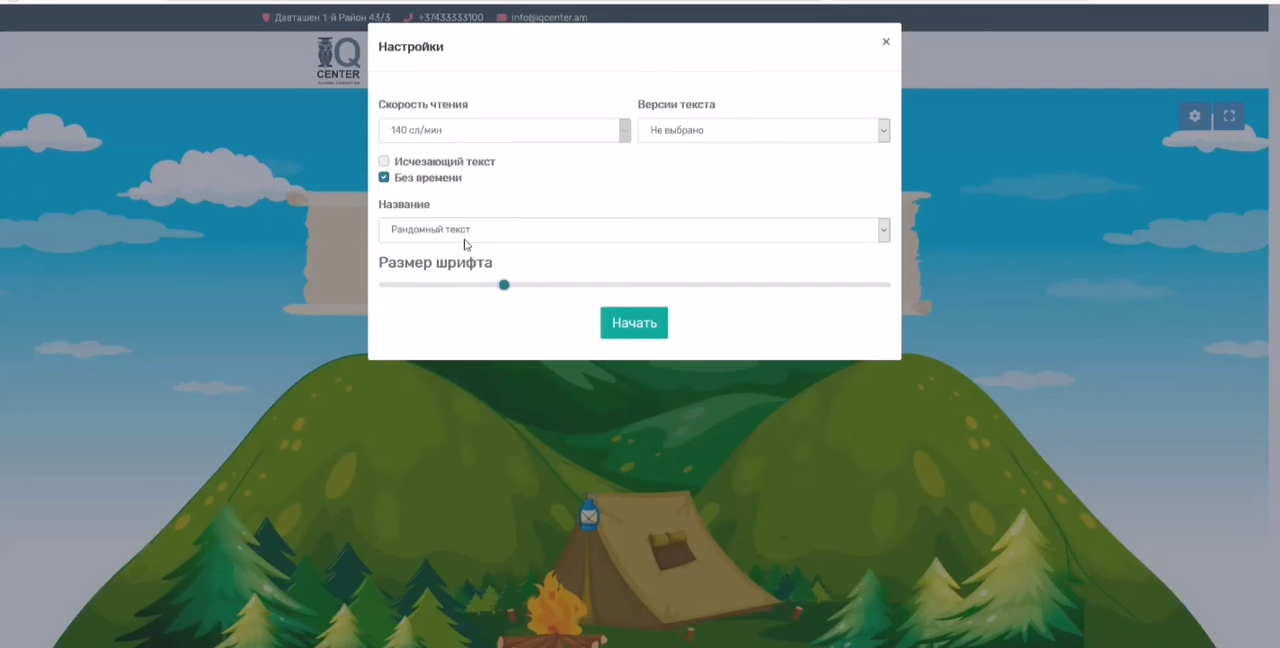 Давташен 1-й Район 43/3 +37433333100 info@iqcenter.am
IQ
CENTER
Настройки
×
Скорость чтения Версии текста
140 сл/мин Не выбрано
Исчезающий текст
Без времени
Название
Рандомный текст
Размер шрифта
Начать